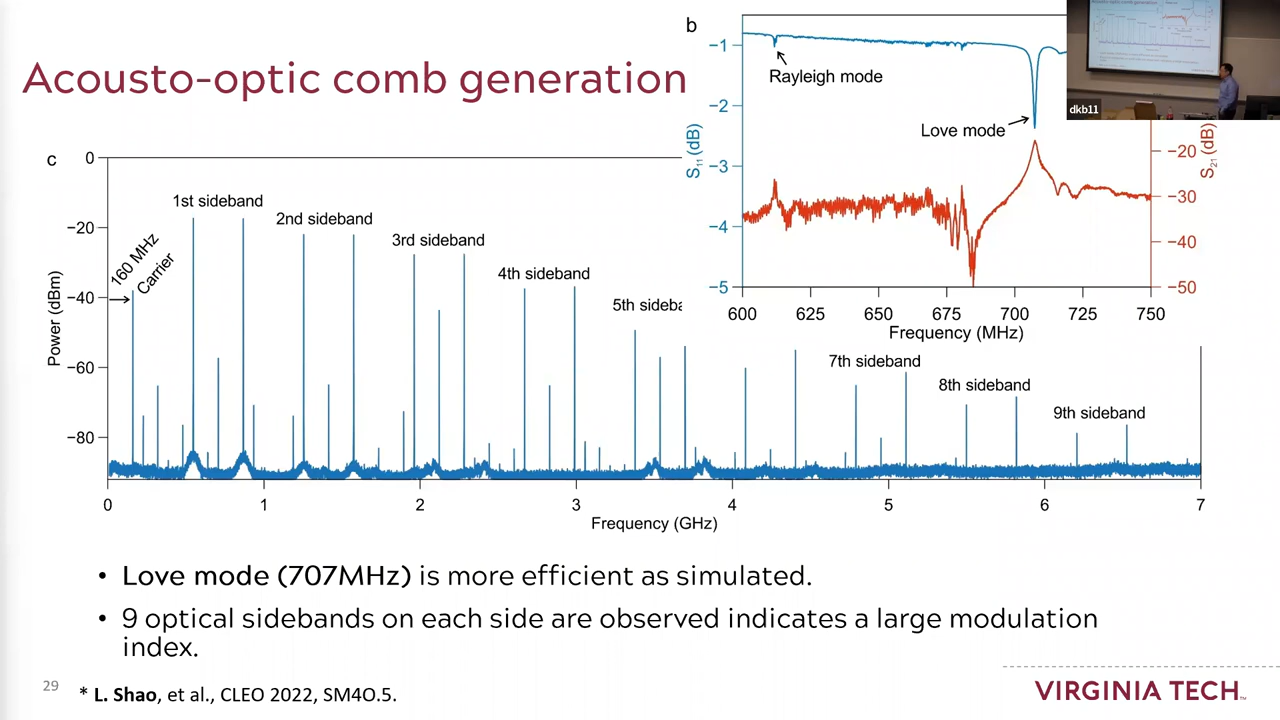 Acousto-optic comb generation
b
−1
−2
−3
−4
−5
S11 (dB)
Rayleigh mode
Love mode
−20
−30
−40
−50
S21 (dB)
600 625 650 675 700 725 750
Frequency (MHz)
dkb11
c
0
−20
−40
−60
−80
Power (dBm)
160 MHz
Carrier
1st sideband
2nd sideband
3rd sideband
4th sideband
5th sideba
7th sideband
8th sideband
9th sideband
0 1 2 3 4 5 6 7
Frequency (GHz)
• Love mode (707MHz) is more efficient as simulated.
• 9 optical sidebands on each side are observed indicates a large modulation
index.
29
* L. Shao, et al., CLEO 2022, SM4O.5.
VIRGINIA TECH™